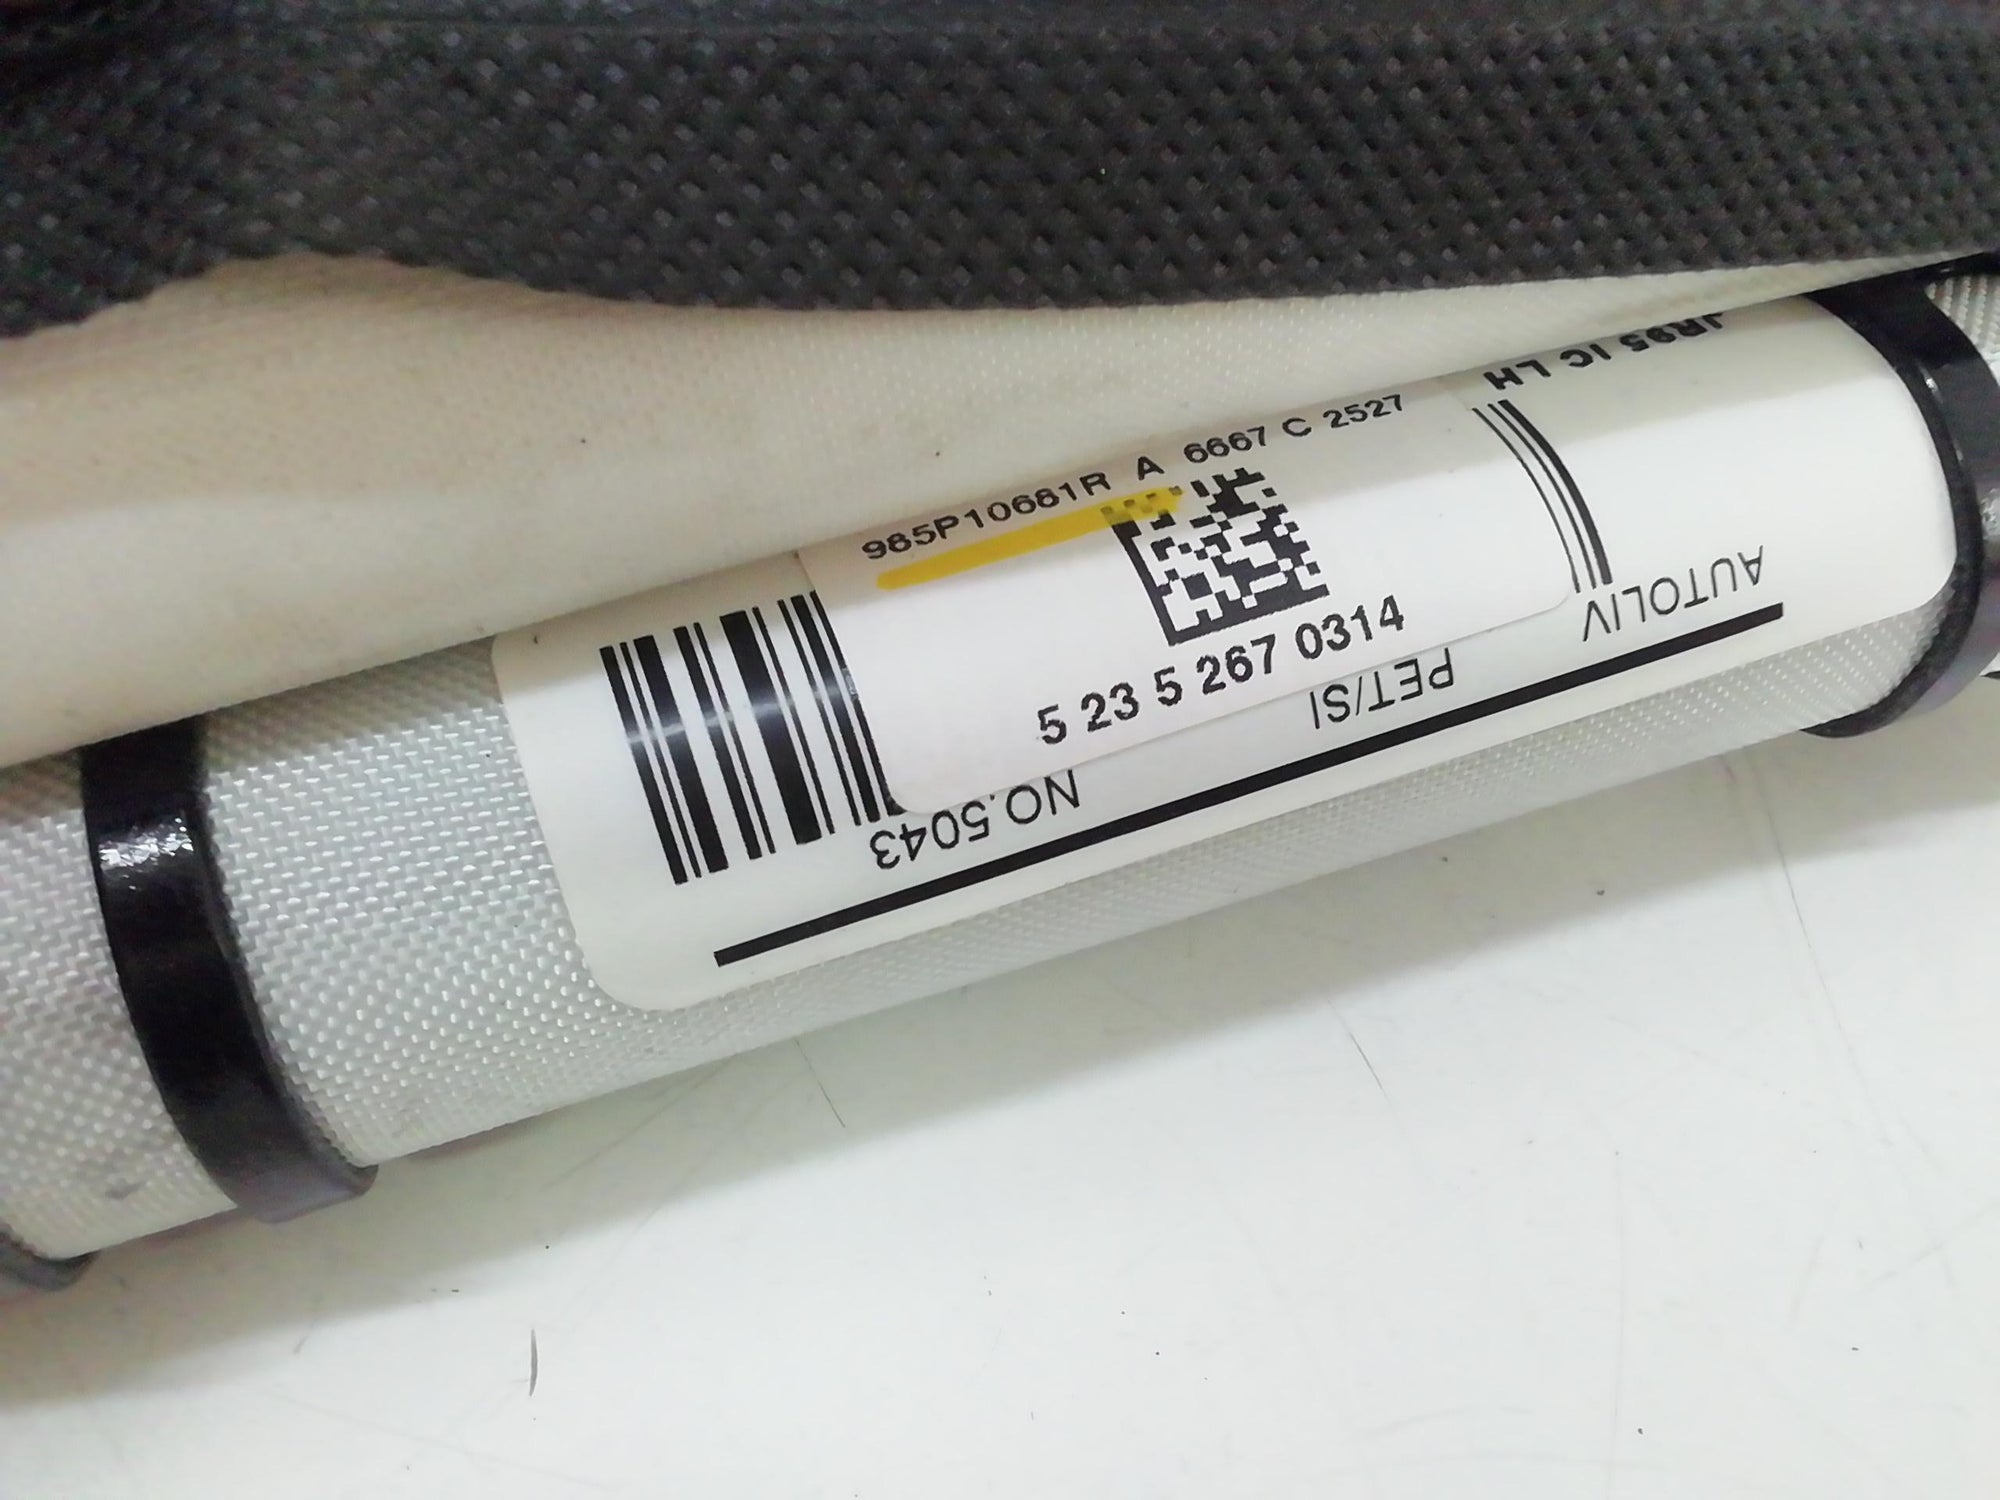 985P10681R A 6667 C 2527
5 23 5 267 0314
JR95 IC LH
AUTOLIV
PET/SI
NO.5043